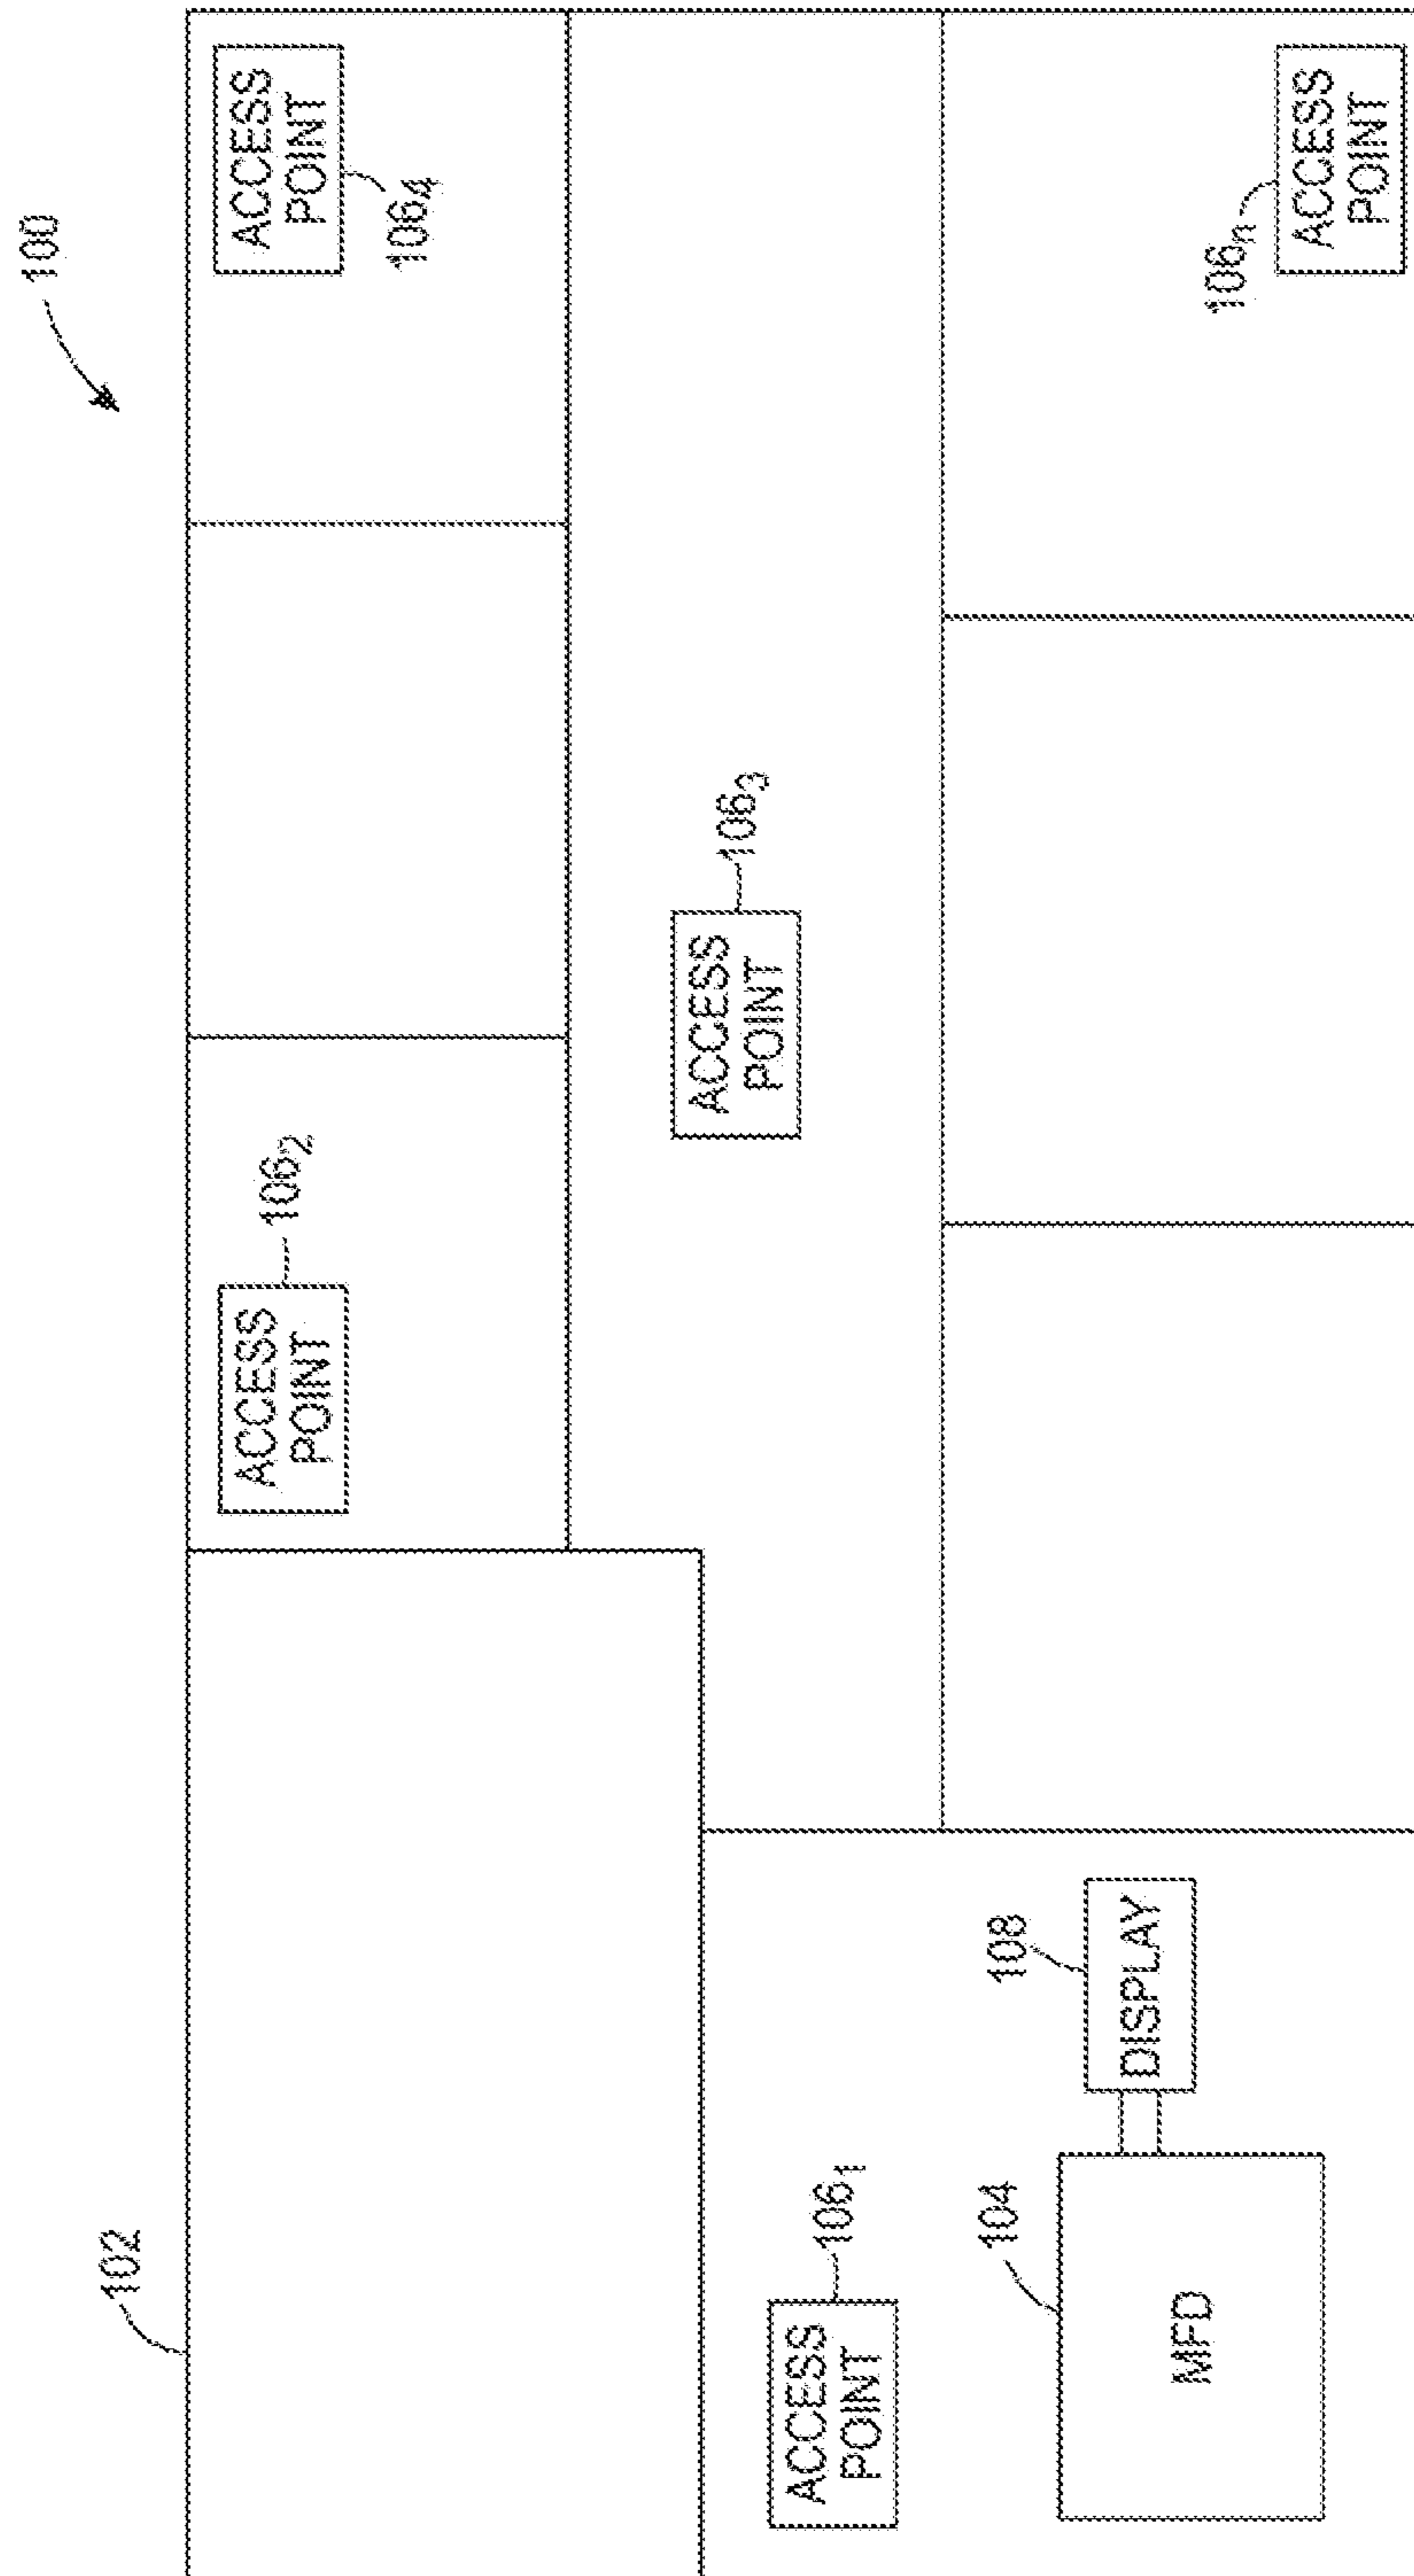 100
102
ACCESS
POINT
106₂
ACCESS
POINT
106₄
ACCESS
POINT
106₃
ACCESS
POINT
106₁
104
MFD
108
DISPLAY
106ₙ
ACCESS
POINT